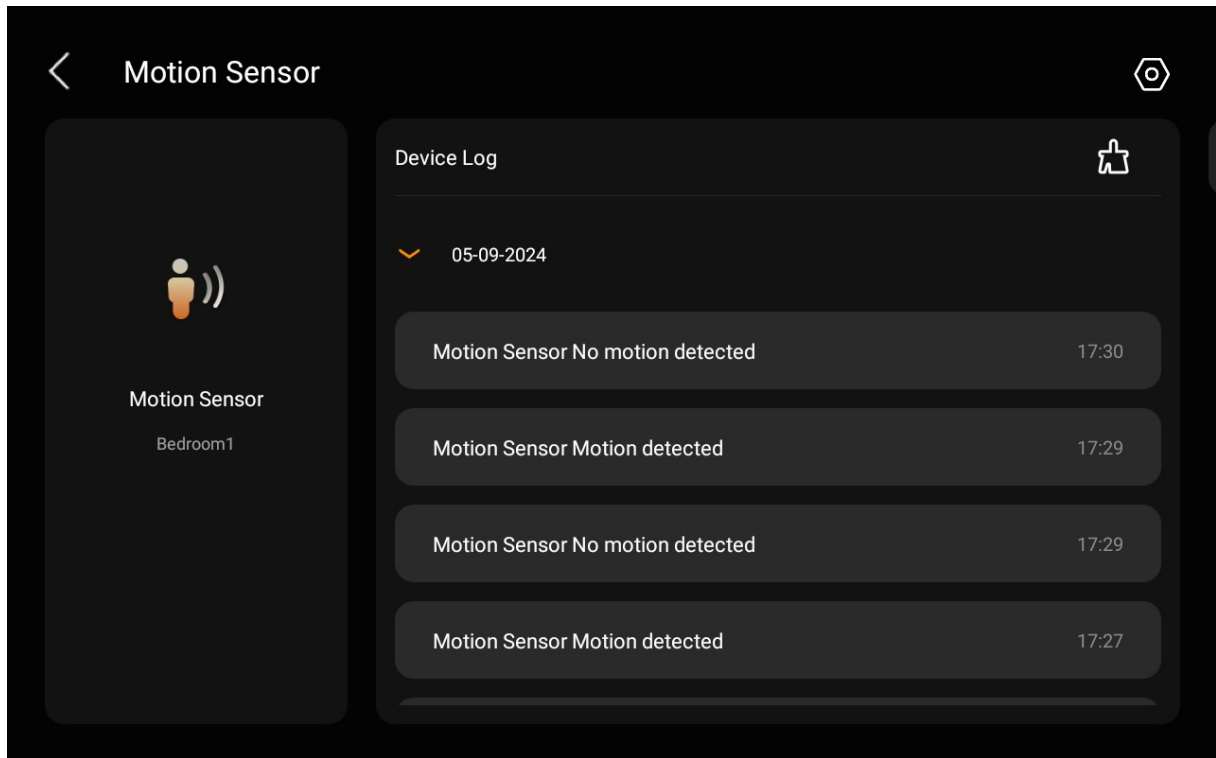 Motion Sensor
Motion Sensor
Bedroom1
Device Log
05-09-2024
Motion Sensor No motion detected 17:30
Motion Sensor Motion detected 17:29
Motion Sensor No motion detected 17:29
Motion Sensor Motion detected 17:27